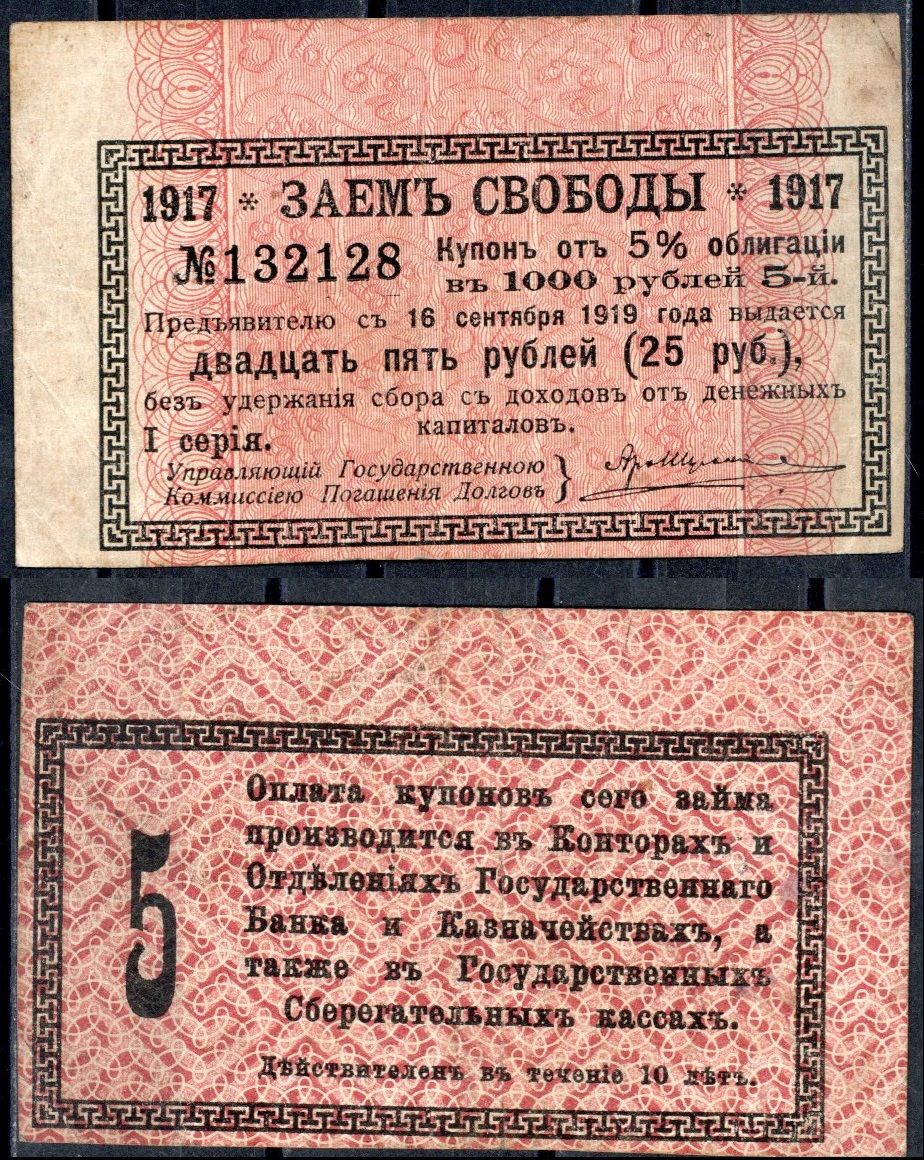 1917 * ЗАЕМЪ СВОБОДЫ * 1917
№132128
Купонъ отъ 5% облигаціи
въ 1000 рублей 5-й.
Предъявителю съ 16 сентября 1919 года выдается
двадцать пять рублей (25 руб.),
безъ удержанія сбора съ доходовъ отъ денежныхъ
капиталовъ.
I серія.
Управляющій Государственною
Коммиссіею Погашенія Долговъ }
5
Оплата купоновъ сего займа
производится въ Конторахъ и
Отдѣленіяхъ Государственнаго
Банка и Казначействахъ, а
также въ Государственныхъ
Сберегательныхъ кассахъ.
Дѣйствителенъ въ теченіе 10 лѣтъ.